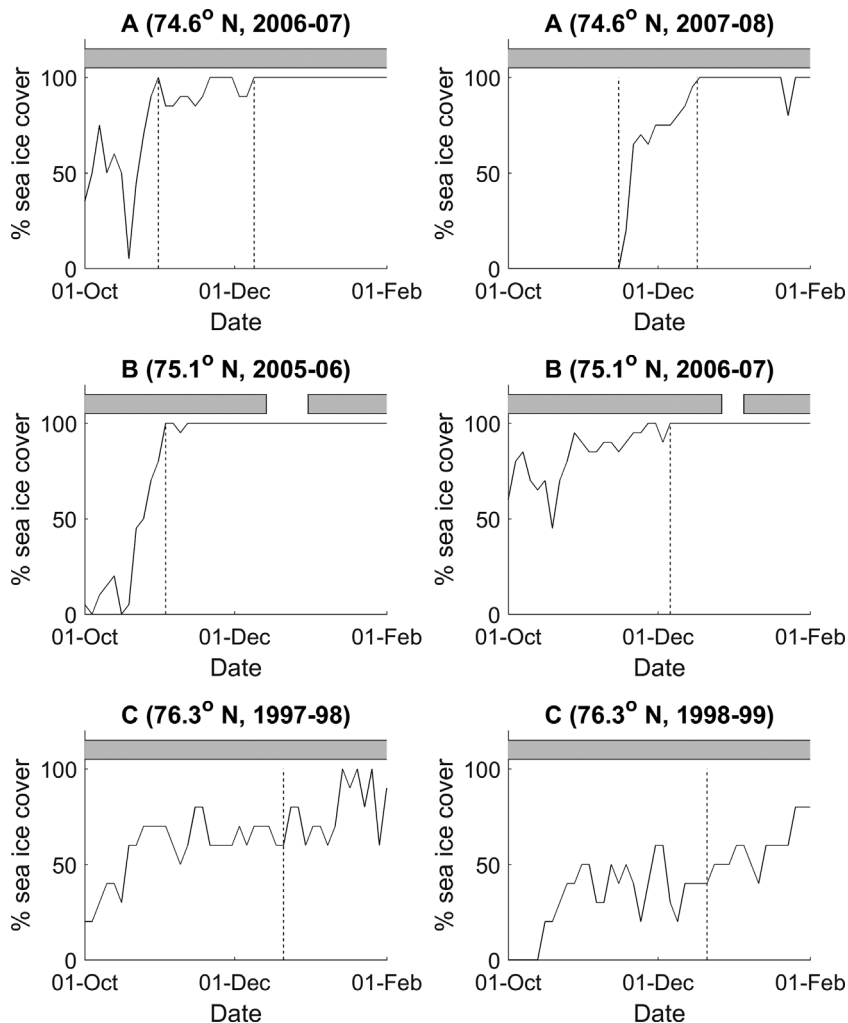 A (74.6° N, 2006-07)
% sea ice cover
100
50
0
01-Oct 01-Dec 01-Feb
Date
A (74.6° N, 2007-08)
% sea ice cover
100
50
0
01-Oct 01-Dec 01-Feb
Date
B (75.1° N, 2005-06)
% sea ice cover
100
50
0
01-Oct 01-Dec 01-Feb
Date
B (75.1° N, 2006-07)
% sea ice cover
100
50
0
01-Oct 01-Dec 01-Feb
Date
C (76.3° N, 1997-98)
% sea ice cover
100
50
0
01-Oct 01-Dec 01-Feb
Date
C (76.3° N, 1998-99)
% sea ice cover
100
50
0
01-Oct 01-Dec 01-Feb
Date